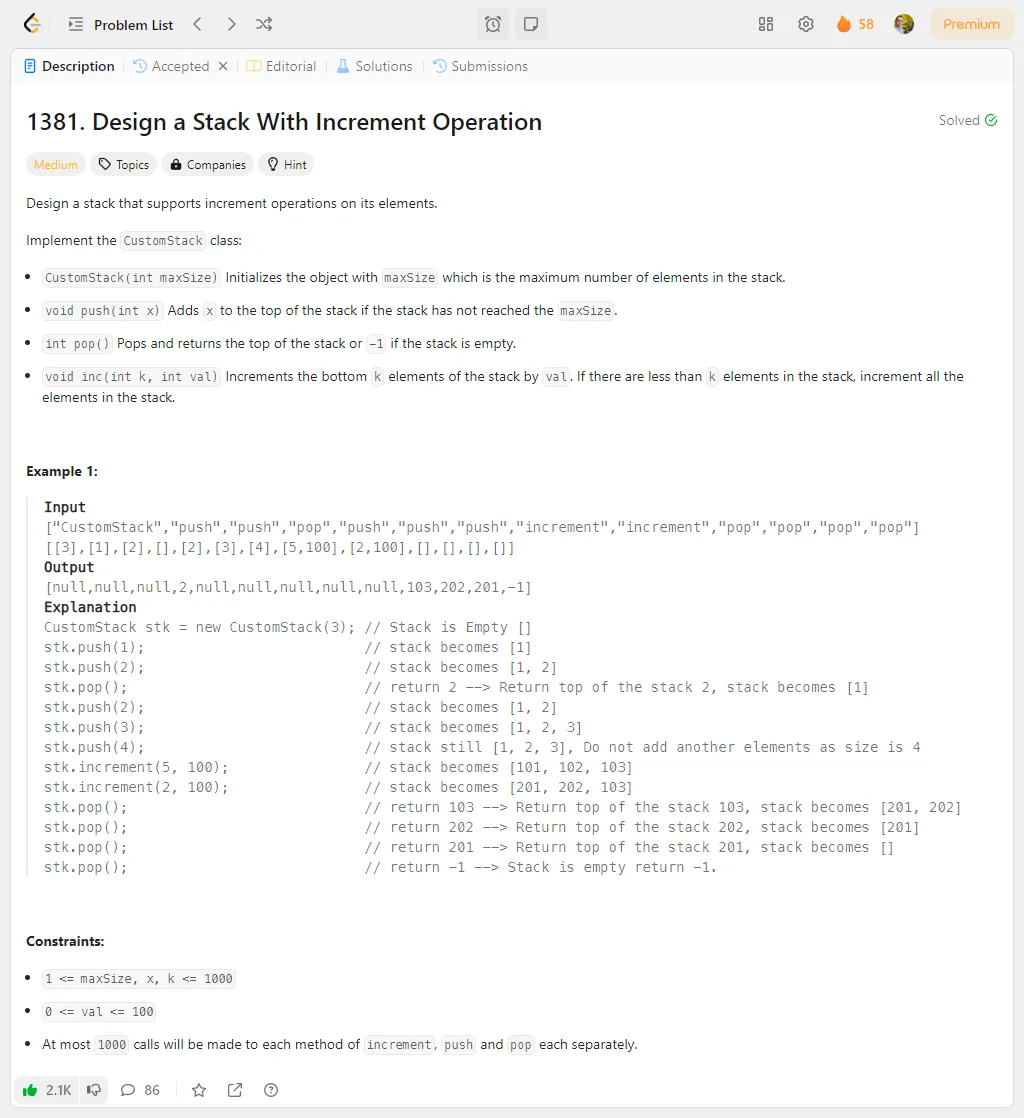 Problem List
58
Premium
Description
Accepted
Editorial
Solutions
Submissions
1381. Design a Stack With Increment Operation
Solved
Medium
Topics
Companies
Hint
Design a stack that supports increment operations on its elements.
Implement the CustomStack class:
• CustomStack(int maxSize) Initializes the object with maxSize which is the maximum number of elements in the stack.
• void push(int x) Adds x to the top of the stack if the stack has not reached the maxSize.
• int pop() Pops and returns the top of the stack or -1 if the stack is empty.
• void inc(int k, int val) Increments the bottom k elements of the stack by val. If there are less than k elements in the stack, increment all the
elements in the stack.
Example 1:
Input
["CustomStack","push","push","pop","push","push","push","increment","increment","pop","pop","pop","pop"]
[[3],[1],[2],[],[2],[3],[4],[5,100],[2,100],[],[],[],[]]
Output
[null,null,null,2,null,null,null,null,null,103,202,201,-1]
Explanation
CustomStack stk = new CustomStack(3); // Stack is Empty []
stk.push(1); // stack becomes [1]
stk.push(2); // stack becomes [1, 2]
stk.pop(); // return 2 --> Return top of the stack 2, stack becomes [1]
stk.push(2); // stack becomes [1, 2]
stk.push(3); // stack becomes [1, 2, 3]
stk.push(4); // stack still [1, 2, 3], Do not add another elements as size is 4
stk.increment(5, 100); // stack becomes [101, 102, 103]
stk.increment(2, 100); // stack becomes [201, 202, 103]
stk.pop(); // return 103 --> Return top of the stack 103, stack becomes [201, 202]
stk.pop(); // return 202 --> Return top of the stack 202, stack becomes [201]
stk.pop(); // return 201 --> Return top of the stack 201, stack becomes []
stk.pop(); // return -1 --> Stack is empty return -1.
Constraints:
• 1 <= maxSize, x, k <= 1000
• 0 <= val <= 100
• At most 1000 calls will be made to each method of increment, push and pop each separately.
2.1K
86